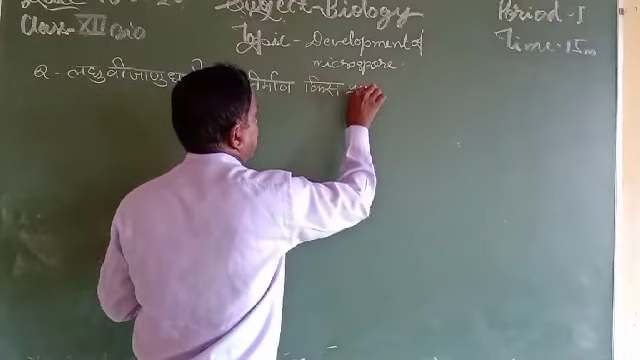 Subject-Biology
Period-I
Class-XII Bio
Topic-Development of
Time-15m
microspore.
लघुबीजाणु निर्माण किस